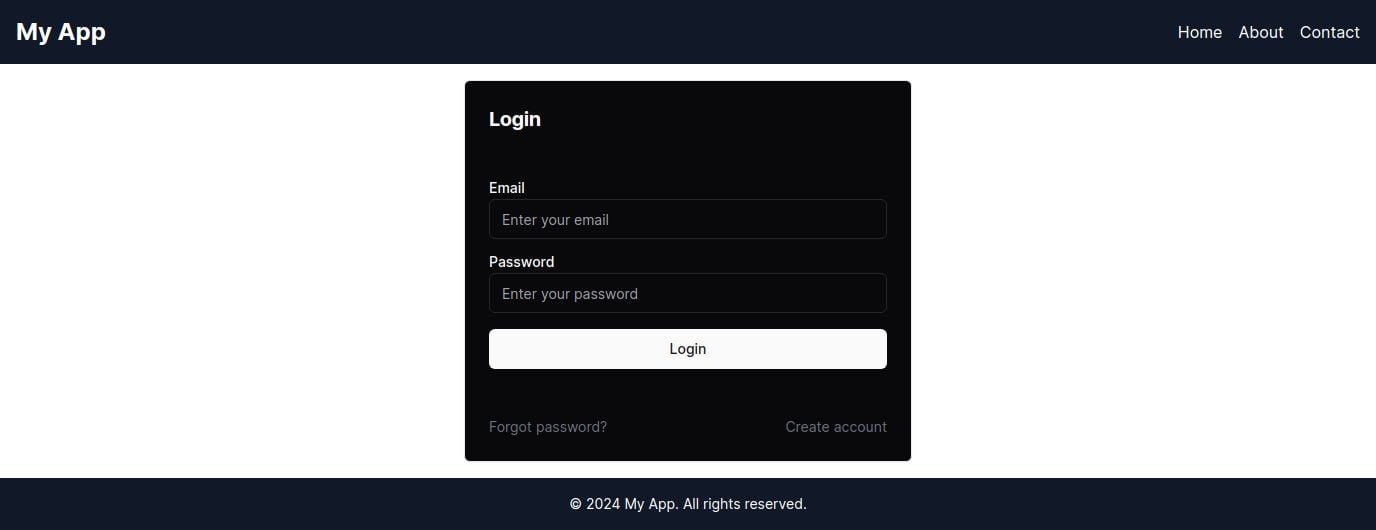 My App
Home About Contact
Login
Email
Enter your email
Password
Enter your password
Login
Forgot password? Create account
© 2024 My App. All rights reserved.